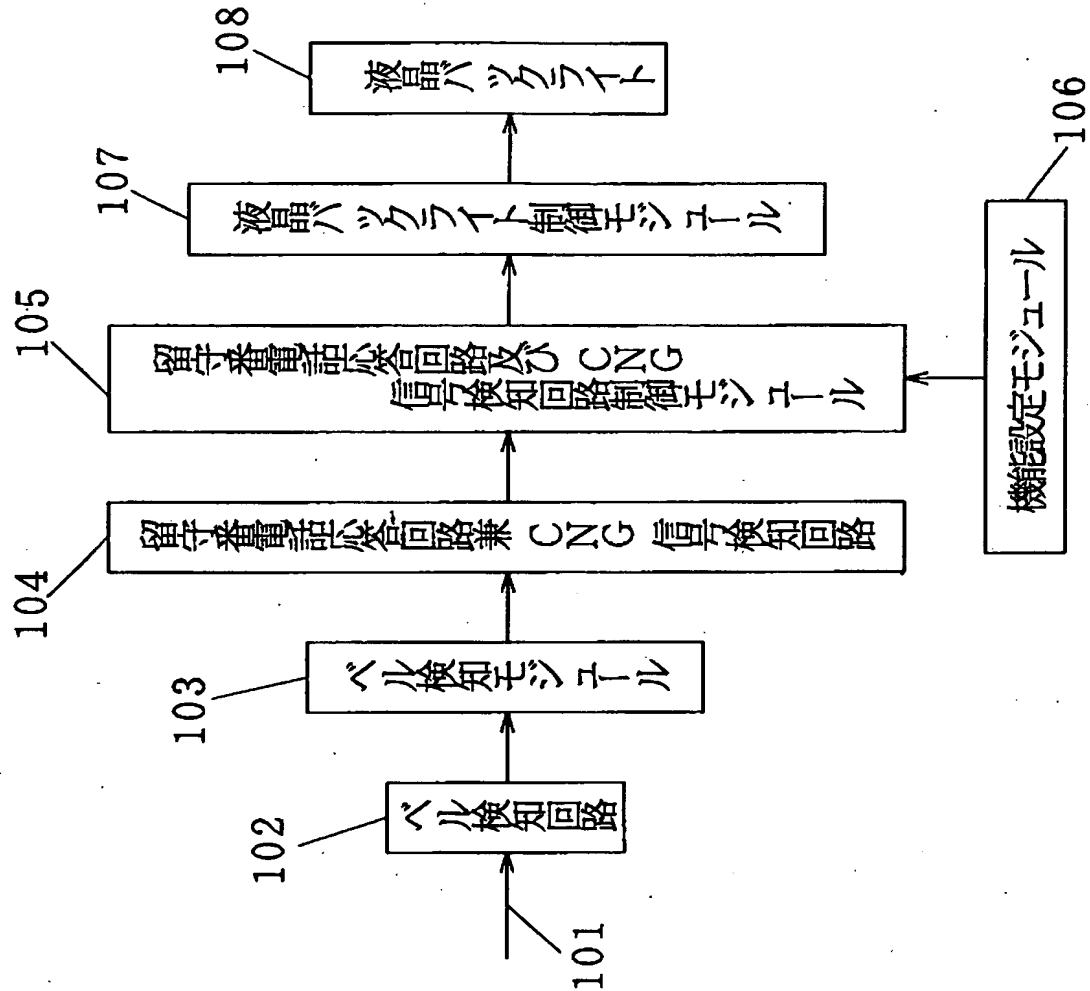 101
102
ベル検知回路
103
ベル検知モジュール
104
留守番電話応答回路兼 CNG 信号検知回路
105
留守番電話応答回路及び CNG
信号検知回路制御モジュール
106
機能設定モジュール
107
液晶バックライト制御モジュール
108
液晶バックライト